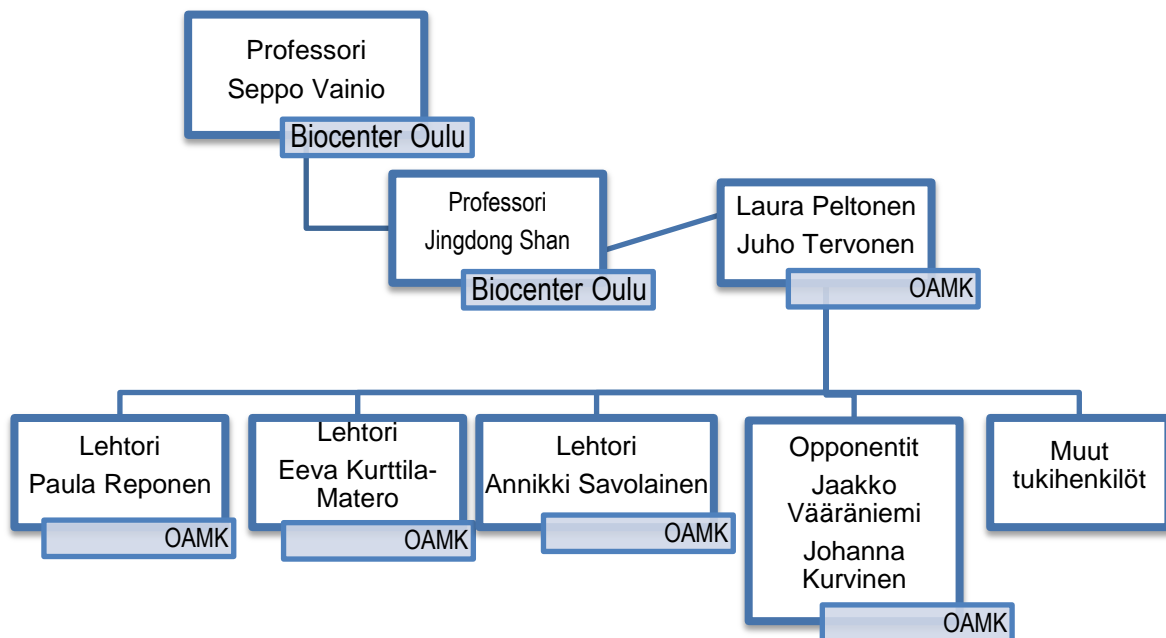 Professori
Seppo Vainio
Biocenter Oulu
Professori
Jingdong Shan
Biocenter Oulu
Laura Peltonen
Juho Tervonen
OAMK
Lehtori
Paula Reponen
OAMK
Lehtori
Eeva Kurttila-
Matero
OAMK
Lehtori
Annikki Savolainen
OAMK
Opponentit
Jaakko
Vääräniemi
Johanna
Kurvinen
OAMK
Muut
tukihenkilöt